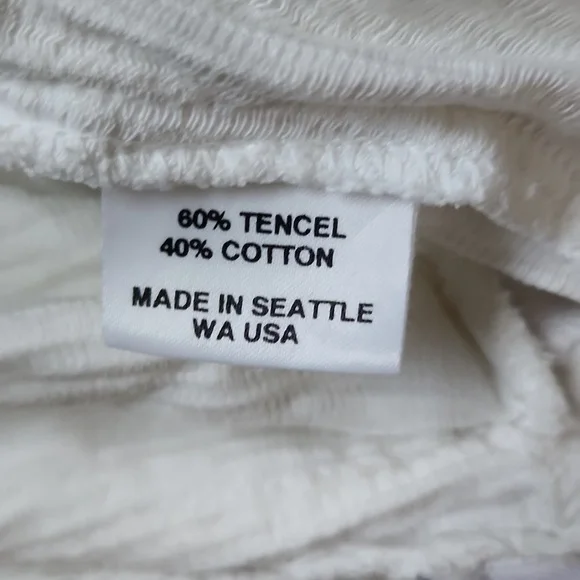 60% TENCEL
40% COTTON
MADE IN SEATTLE
WA USA